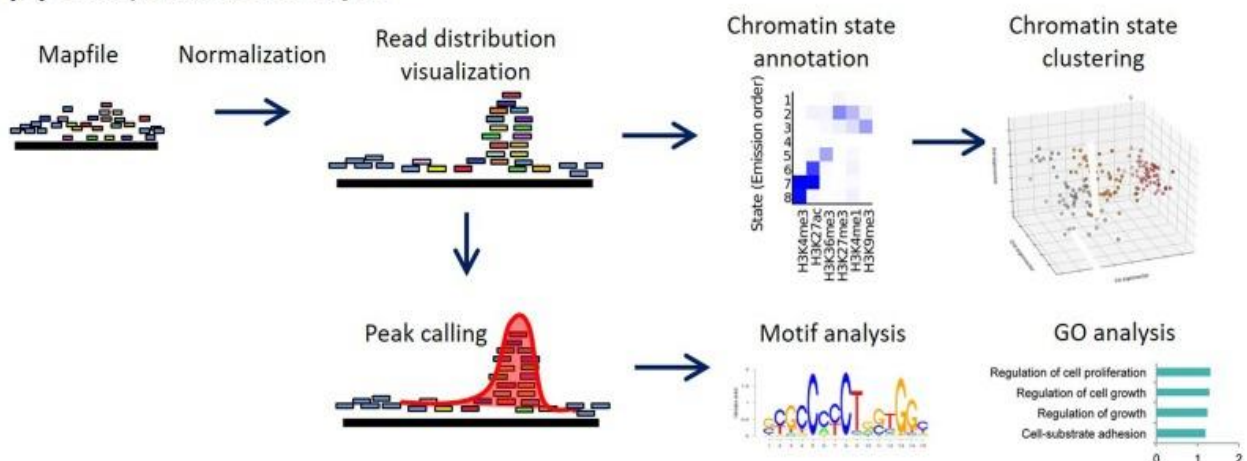 Mapfile
Normalization
Read distribution
visualization
Chromatin state
annotation
Chromatin state
clustering
State (Emission order)
1
2
3
4
5
6
7
8
H3K4me3
H3K27ac
H3K36me3
H3K27me3
H3K4me1
H3K9me3
Peak calling
Motif analysis
GO analysis
Regulation of cell proliferation
Regulation of cell growth
Regulation of growth
Cell-substrate adhesion
0 1 2